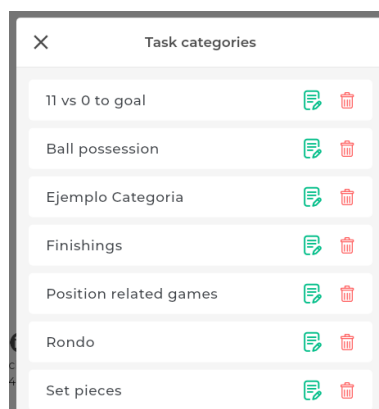 Task categories
11 vs 0 to goal
Ball possession
Ejemplo Categoria
Finishings
Position related games
Rondo
Set pieces